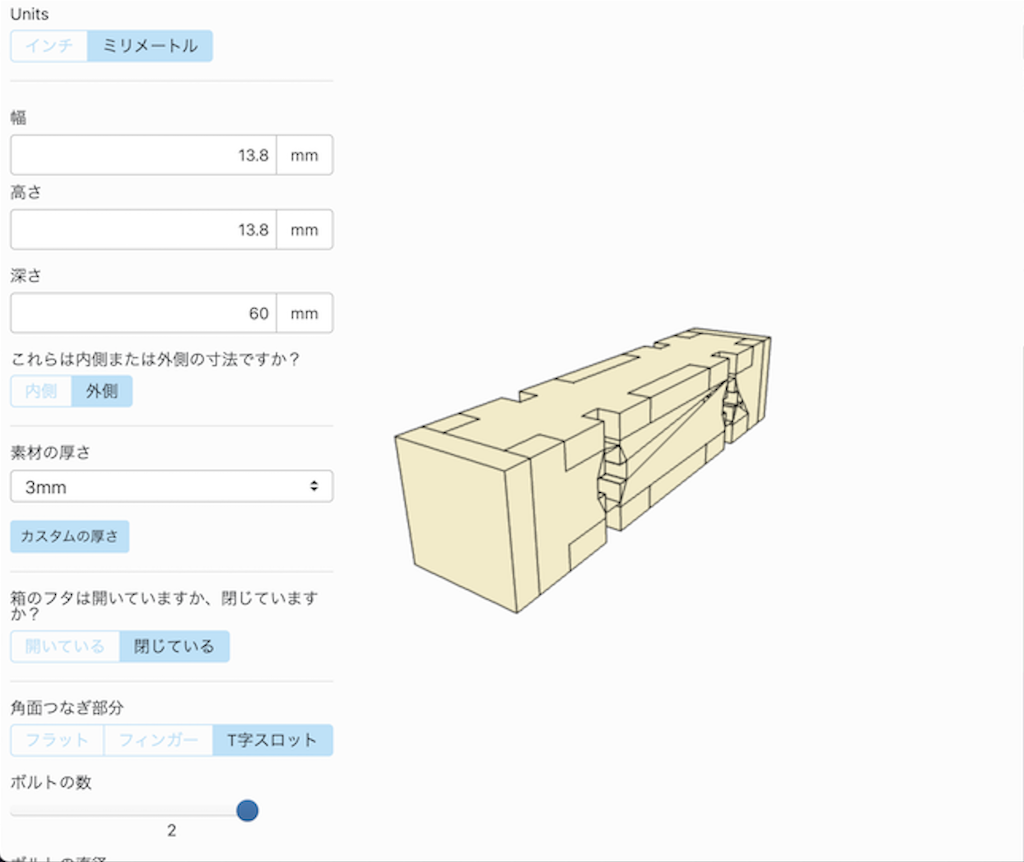 Units
インチ ミリメートル
幅
13.8 mm
高さ
13.8 mm
深さ
60 mm
これらは内側または外側の寸法ですか？
内側 外側
素材の厚さ
3mm
カスタムの厚さ
箱のフタは開いていますか、閉じています
か？
開いている 閉じている
角面つなぎ部分
フラット フィンガー T字スロット
ボルトの数
2
ボルトの直径